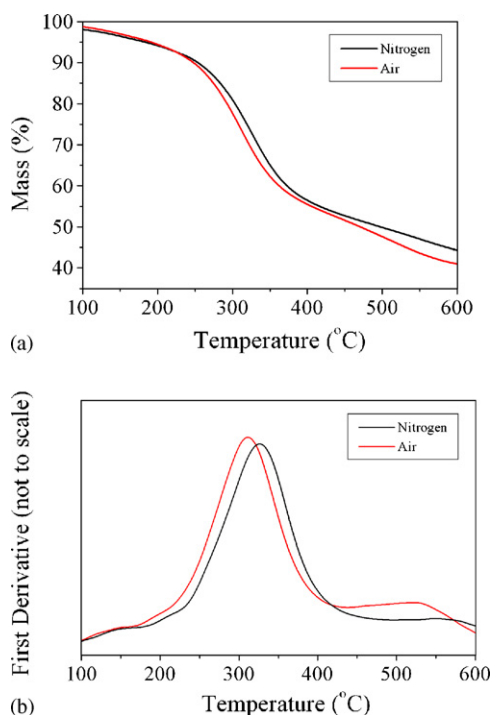 100
90
80
70
60
50
40
Mass (%)
Nitrogen
Air
100 200 300 400 500 600
Temperature (°C)
(a)
First Derivative (not to scale)
Nitrogen
Air
100 200 300 400 500 600
Temperature (°C)
(b)